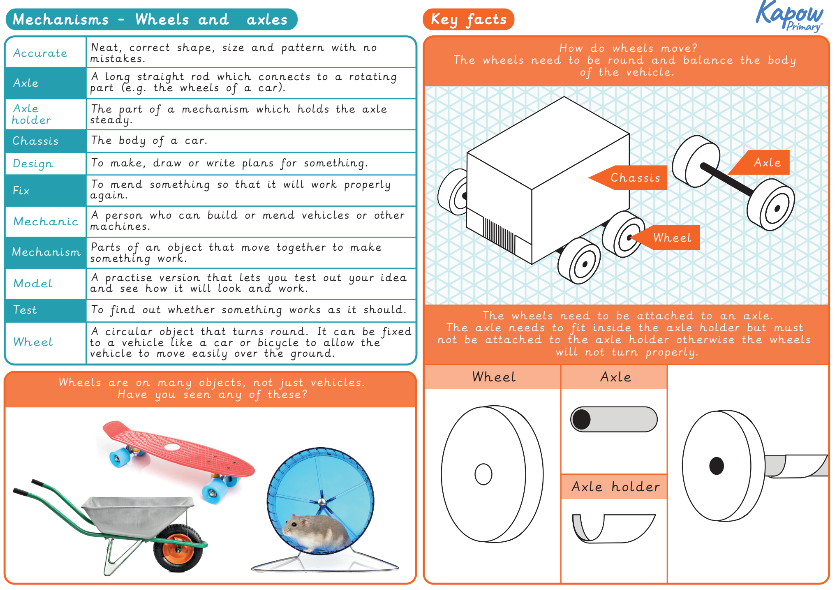 Mechanisms - Wheels and axles
Accurate
Neat, correct shape, size and pattern with no
mistakes.
Axle
A long straight rod which connects to a rotating
part (e.g. the wheels of a car).
Axle
holder
The part of a mechanism which holds the axle
steady.
Chassis
The body of a car.
Design
To make, draw or write plans for something.
Fix
To mend something so that it will work properly
again.
Mechanic
A person who can build or mend vehicles or other
machines.
Mechanism
Parts of an object that move together to make
something work.
Model
A practise version that lets you test out your idea
and see how it will look and work.
Test
To find out whether something works as it should.
Wheel
A circular object that turns round. It can be fixed
to a vehicle like a car or bicycle to allow the
vehicle to move easily over the ground.
Wheels are on many objects, not just vehicles.
Have you seen any of these?
Key facts
Kapow
Primary
How do wheels move?
The wheels need to be round and balance the body
of the vehicle.
Chassis
Axle
Wheel
The wheels need to be attached to an axle.
The axle needs to fit inside the axle holder but must
not be attached to the axle holder otherwise the wheels
will not turn properly.
Wheel
Axle
Axle holder